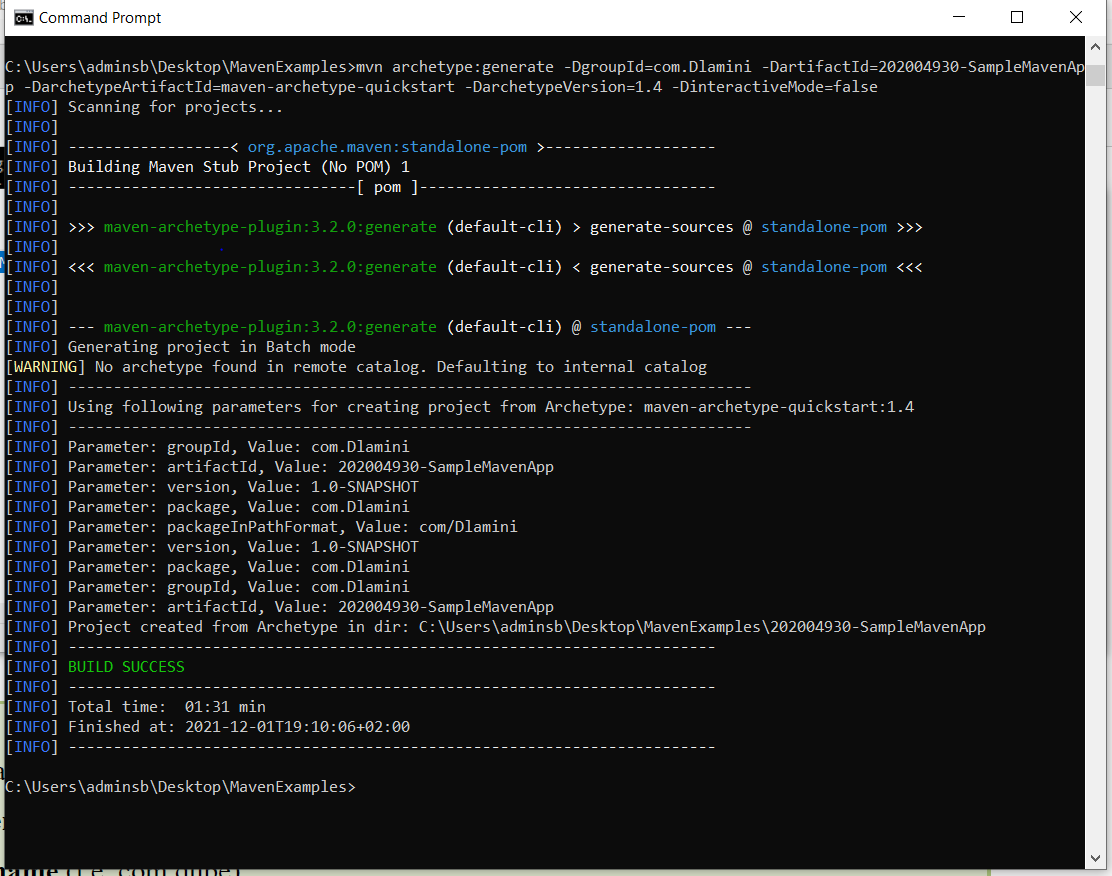 Command Prompt
C:\Users\adminsb\Desktop\MavenExamples>mvn archetype:generate -DgroupId=com.Dlamini -DartifactId=202004930-SampleMavenAp
p -DarchetypeArtifactId=maven-archetype-quickstart -DarchetypeVersion=1.4 -DinteractiveMode=false
[INFO] Scanning for projects...
[INFO]
[INFO] ------------------< org.apache.maven:standalone-pom >-------------------
[INFO] Building Maven Stub Project (No POM) 1
[INFO] --------------------------------[ pom ]---------------------------------
[INFO]
[INFO] >>> maven-archetype-plugin:3.2.0:generate (default-cli) > generate-sources @ standalone-pom >>>
[INFO]
[INFO] <<< maven-archetype-plugin:3.2.0:generate (default-cli) < generate-sources @ standalone-pom <<<
[INFO]
[INFO]
[INFO] --- maven-archetype-plugin:3.2.0:generate (default-cli) @ standalone-pom ---
[INFO] Generating project in Batch mode
[WARNING] No archetype found in remote catalog. Defaulting to internal catalog
[INFO] ----------------------------------------------------------------------------
[INFO] Using following parameters for creating project from Archetype: maven-archetype-quickstart:1.4
[INFO] ----------------------------------------------------------------------------
[INFO] Parameter: groupId, Value: com.Dlamini
[INFO] Parameter: artifactId, Value: 202004930-SampleMavenApp
[INFO] Parameter: version, Value: 1.0-SNAPSHOT
[INFO] Parameter: package, Value: com.Dlamini
[INFO] Parameter: packageInPathFormat, Value: com/Dlamini
[INFO] Parameter: version, Value: 1.0-SNAPSHOT
[INFO] Parameter: package, Value: com.Dlamini
[INFO] Parameter: groupId, Value: com.Dlamini
[INFO] Parameter: artifactId, Value: 202004930-SampleMavenApp
[INFO] Project created from Archetype in dir: C:\Users\adminsb\Desktop\MavenExamples\202004930-SampleMavenApp
[INFO] ------------------------------------------------------------------------
[INFO] BUILD SUCCESS
[INFO] ------------------------------------------------------------------------
[INFO] Total time:  01:31 min
[INFO] Finished at: 2021-12-01T19:10:06+02:00
[INFO] ------------------------------------------------------------------------
C:\Users\adminsb\Desktop\MavenExamples>